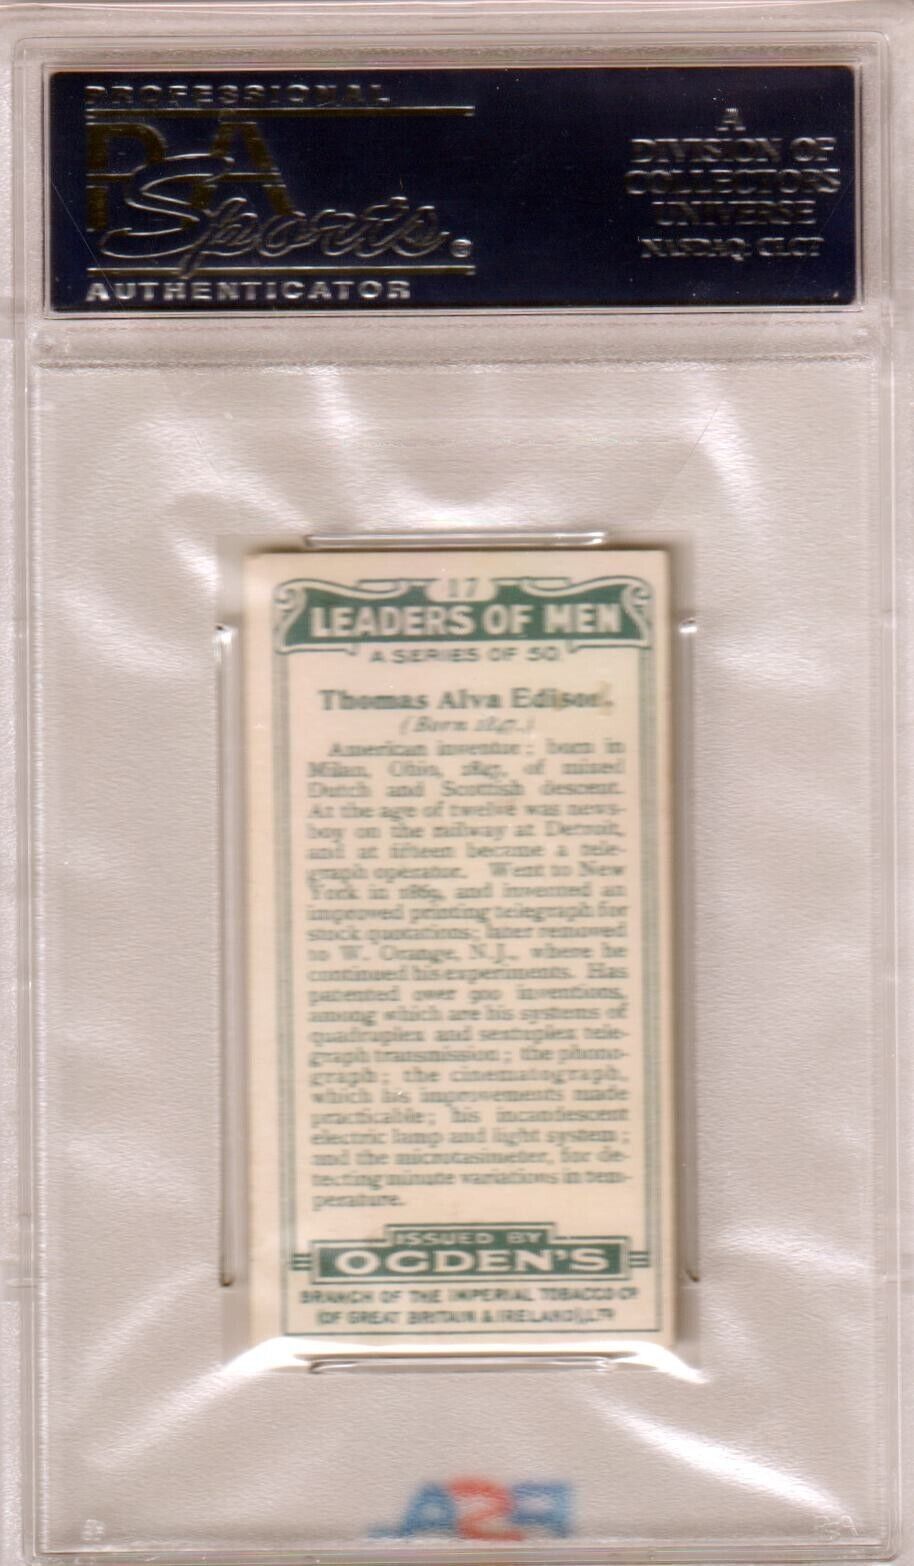 PROFESSIONAL
PSA
Sports
®
AUTHENTICATOR
A
DIVISION OF
COLLECTORS
UNIVERSE
NASDAQ: CLCT
17
LEADERS OF MEN
A SERIES OF 50
Thomas Alva Edison.
(Born 1847.)
American inventor; born in
Milan, Ohio, 1847, of mixed
Dutch and Scottish descent.
At the age of twelve was news-
boy on the railway at Detroit,
and at fifteen became a tele-
graph operator. Went to New
York in 1869, and invented an
improved printing telegraph for
stock quotations; later removed
to W. Orange, N.J., where he
continued his experiments. Has
patented over 900 inventions,
among which are his systems of
quadruplex and sextuplex tele-
graph transmission; the phono-
graph; the cinematograph,
which his improvements made
practicable; his incandescent
electric lamp and light system;
and the microtasimeter, for de-
tecting minute variations in tem-
perature.
ISSUED BY
OGDEN'S
BRANCH OF THE IMPERIAL TOBACCO CO
(OF GREAT BRITAIN & IRELAND), LTD
PSA